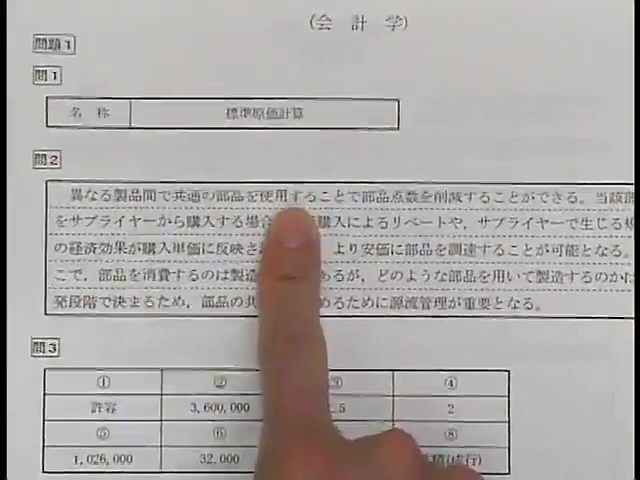 (会 計 学)
問題1
問1
名 称 標準原価計算
問2
異なる製品間で共通の部品を使用することで部品点数を削減することができる。当該部
をサプライヤーから購入する場合 購入によるリベートや，サプライヤーで生じる
の経済効果が購入単価に反映さ より安価に部品を調達することが可能となる。
こで，部品を消費するのは製造 あるが，どのような部品を用いて製造するのかは
発段階で決まるため，部品の共 めるために源流管理が重要となる。
問3
① ② ③ ④
許容 3,600,000 .5 2
⑤ ⑥ ⑧
1,026,000 32,000 (成行)